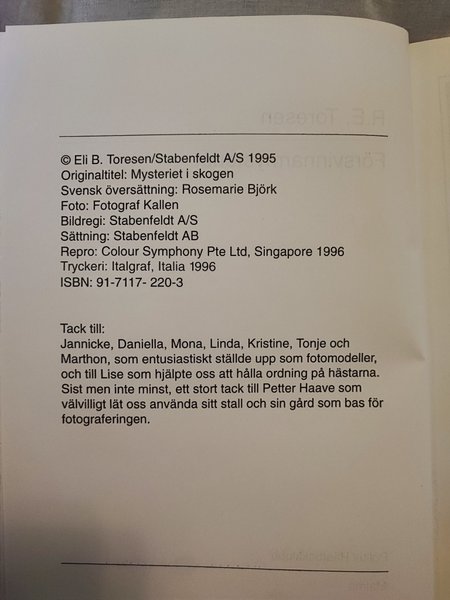 © Eli B. Toresen/Stabenfeldt A/S 1995
Originaltitel: Mysteriet i skogen
Svensk översättning: Rosemarie Björk
Foto: Fotograf Kallen
Bildregi: Stabenfeldt A/S
Sättning: Stabenfeldt AB
Repro: Colour Symphony Pte Ltd, Singapore 1996
Tryckeri: Italgraf, Italia 1996
ISBN: 91-7117- 220-3
Tack till:
Jannicke, Daniella, Mona, Linda, Kristine, Tonje och
Marthon, som entusiastiskt ställde upp som fotomodeller,
och till Lise som hjälpte oss att hålla ordning på hästarna.
Sist men inte minst, ett stort tack till Petter Haave som
välvilligt lät oss använda sitt stall och sin gård som bas för
fotograferingen.